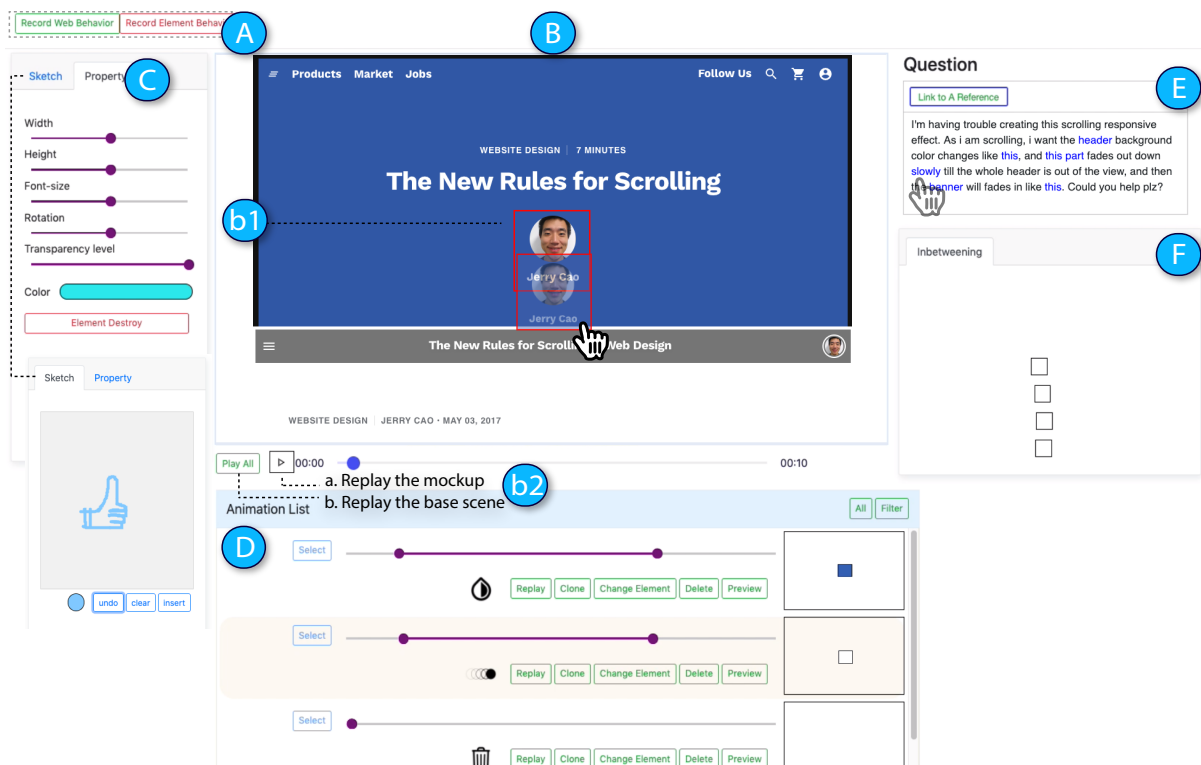 Record Web Behavior Record Element Behav
A
B
Sketch Property
C
Width
Height
Font-size
Rotation
Transparency level
Color
Element Destroy
Sketch Property
undo clear insert
Products Market Jobs Follow Us
WEBSITE DESIGN | 7 MINUTES
The New Rules for Scrolling
b1
Jerry Cao
Jerry Cao
The New Rules for Scrolling Web Design
WEBSITE DESIGN | JERRY CAO · MAY 03, 2017
Play All 00:00 00:10
a. Replay the mockup
b. Replay the base scene
b2
Animation List All Filter
D
Select
Replay Clone Change Element Delete Preview
Select
Replay Clone Change Element Delete Preview
Select
Replay Clone Change Element Delete Preview
Question
E
Link to A Reference
I'm having trouble creating this scrolling responsive
effect. As i am scrolling, i want the header background
color changes like this, and this part fades out down
slowly till the whole header is out of the view, and then
the banner will fades in like this. Could you help plz?
Inbetweening
F